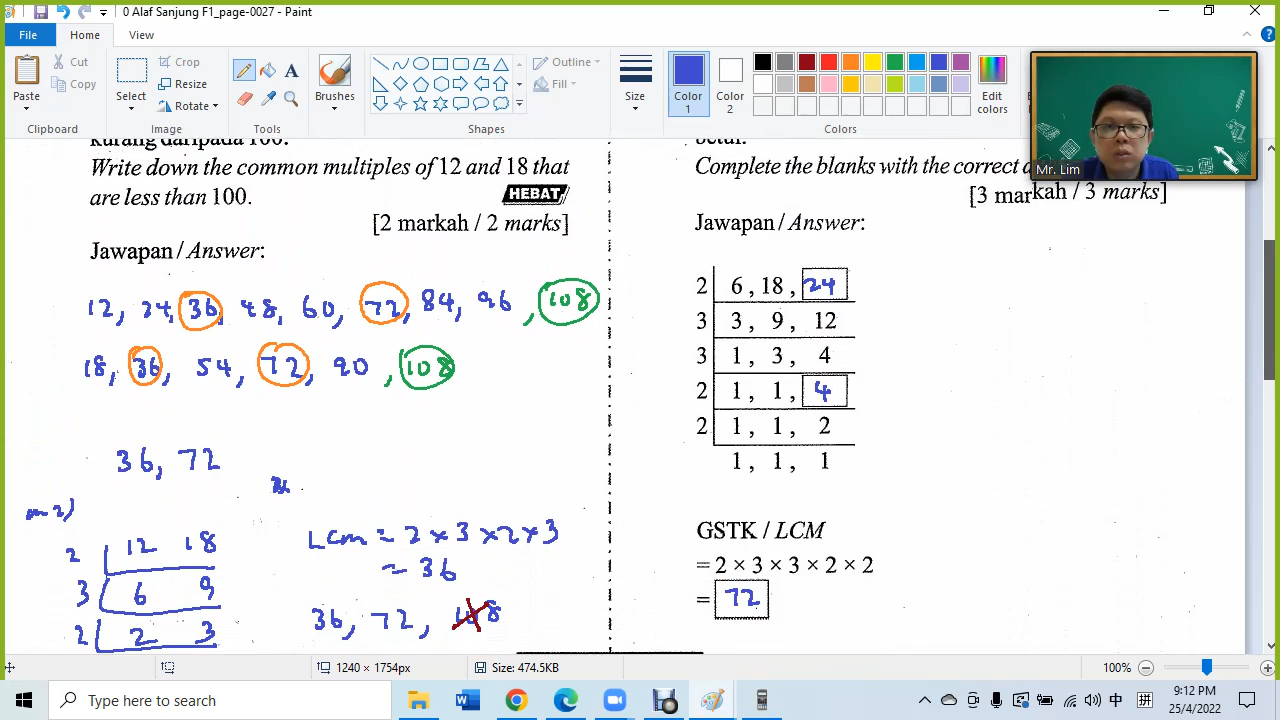 0 Alaf Sanjung F1_page-0027 - Paint
File Home View
Cut
Copy
Paste
Clipboard
Select
Crop
Resize
Rotate
Image
A
Tools
Brushes
Outline
Fill
Shapes
Size
Color 1
Color 2
Colors
Edit colors
Mr. Lim
kurang daripada 100.
Write down the common multiples of 12 and 18 that
are less than 100.
HEBAT
[2 markah / 2 marks]
Jawapan / Answer:
12, 24, 36, 48, 60, 72, 84, 96, 108
18, 36, 54, 72, 90, 108
36, 72
m 2)
2 12 18
3 6 9
2 2 3
LCM = 2 × 3 × 2 × 3
= 36
36, 72, 108
betul.
Complete the blanks with the correct
[3 markah / 3 marks]
Jawapan / Answer:
2 6, 18, 24
3 3, 9, 12
3 1, 3, 4
2 1, 1, 4
2 1, 1, 2
1, 1, 1
GSTK / LCM
= 2 × 3 × 3 × 2 × 2
= 72
1240 × 1754px
Size: 474.5KB
100%
Type here to search
中
拼
9:12 PM
25/4/2022